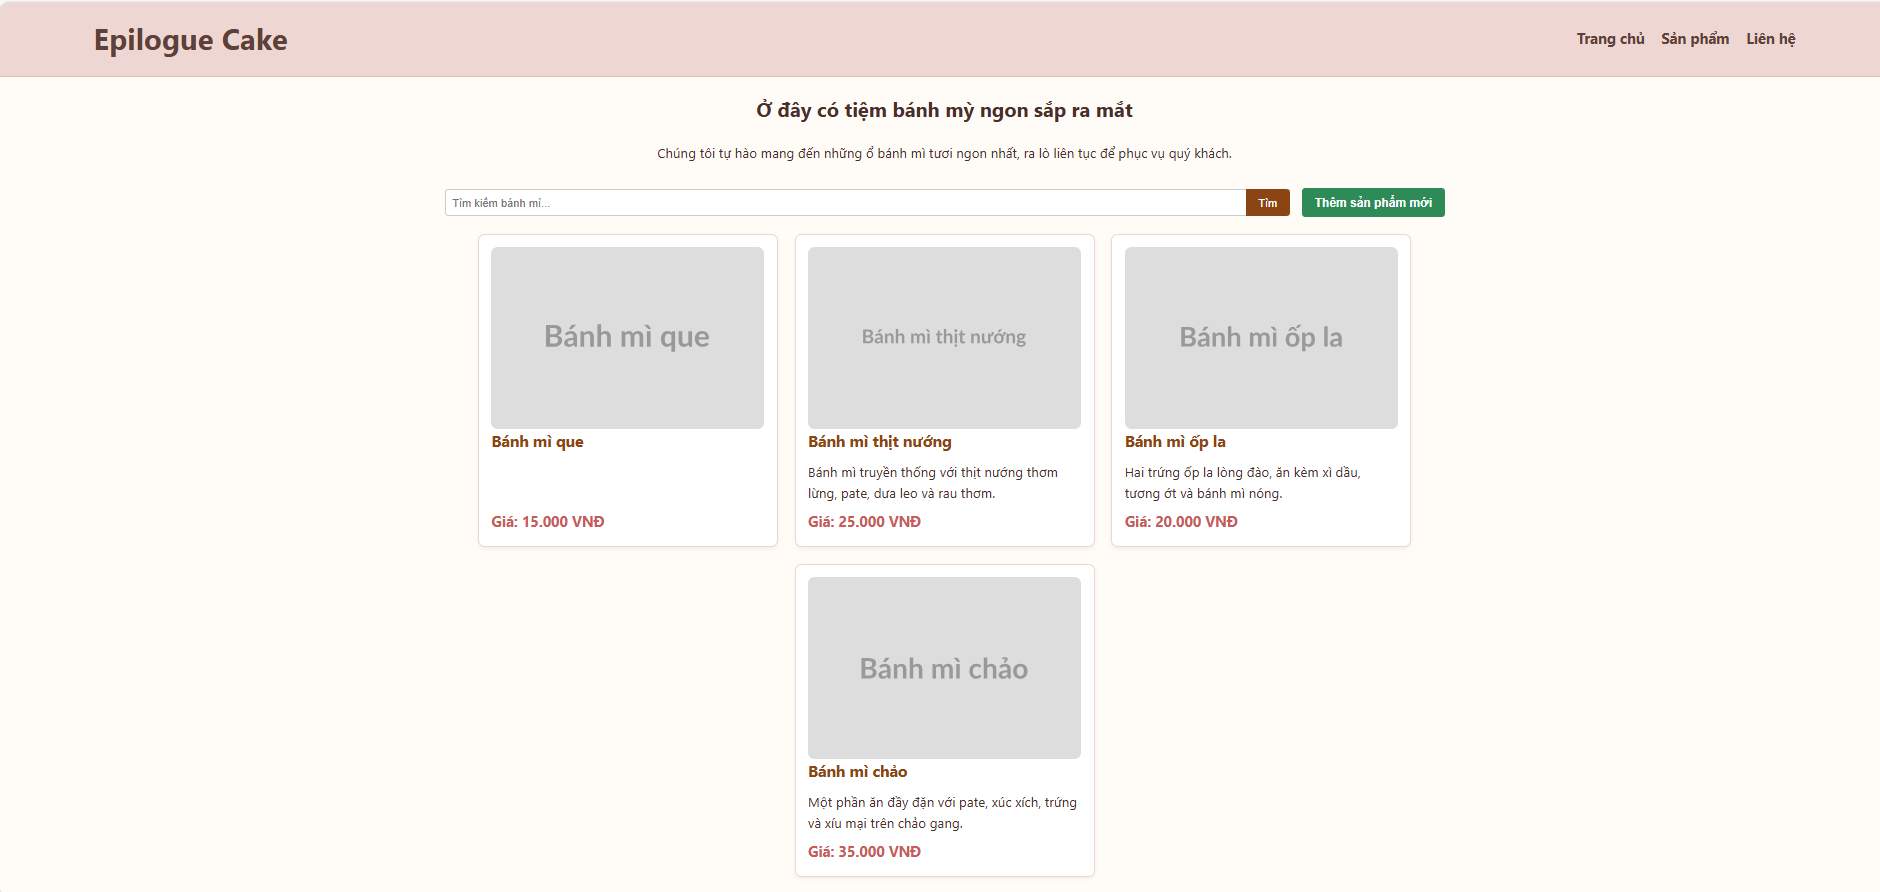 Epilogue Cake
Trang chủ Sản phẩm Liên hệ
Ở đây có tiệm bánh mỳ ngon sắp ra mắt
Chúng tôi tự hào mang đến những ổ bánh mì tươi ngon nhất, ra lò liên tục để phục vụ quý khách.
Tìm kiếm bánh mì...
Tìm
Thêm sản phẩm mới
Bánh mì que
Bánh mì que
Giá: 15.000 VNĐ
Bánh mì thịt nướng
Bánh mì thịt nướng
Bánh mì truyền thống với thịt nướng thơm
lừng, pate, dưa leo và rau thơm.
Giá: 25.000 VNĐ
Bánh mì ốp la
Bánh mì ốp la
Hai trứng ốp la lòng đào, ăn kèm xì dầu,
tương ớt và bánh mì nóng.
Giá: 20.000 VNĐ
Bánh mì chảo
Bánh mì chảo
Một phần ăn đầy đặn với pate, xúc xích, trứng
và xíu mại trên chảo gang.
Giá: 35.000 VNĐ